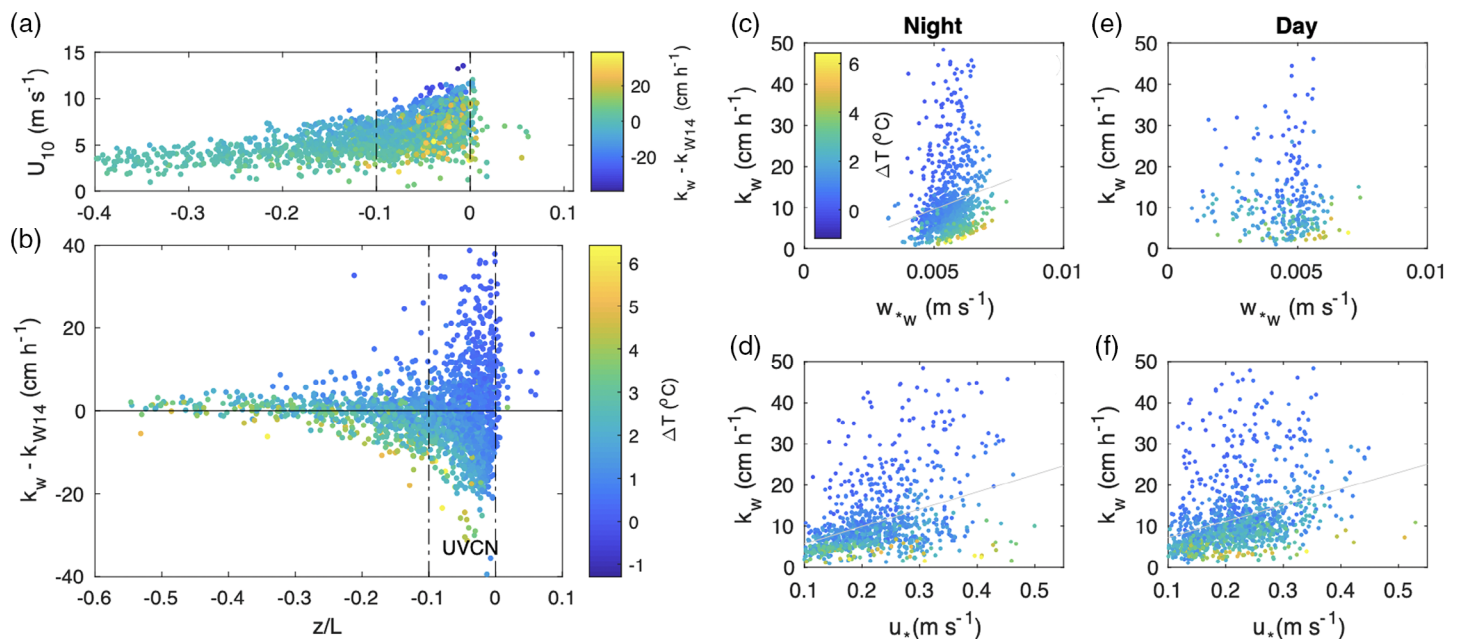 (a)
15
10
5
0
U10 (m s-1)
-0.4 -0.3 -0.2 -0.1 0 0.1
20
0
-20
kw - kW14 (cm h-1)
(b)
40
20
0
-20
-40
kw - kW14 (cm h-1)
UVCN
-0.6 -0.5 -0.4 -0.3 -0.2 -0.1 0 0.1
z/L
6
5
4
3
2
1
0
-1
ΔT (oC)
(c)
Night
50
40
30
20
10
0
kw (cm h-1)
6
4
2
0
ΔT (oC)
0 0.005 0.01
w*W (m s-1)
(e)
Day
50
40
30
20
10
0
kw (cm h-1)
0 0.005 0.01
w*W (m s-1)
(d)
50
40
30
20
10
0
kw (cm h-1)
0.1 0.2 0.3 0.4 0.5
u*(m s-1)
(f)
50
40
30
20
10
0
kw (cm h-1)
0.1 0.2 0.3 0.4 0.5
u*(m s-1)